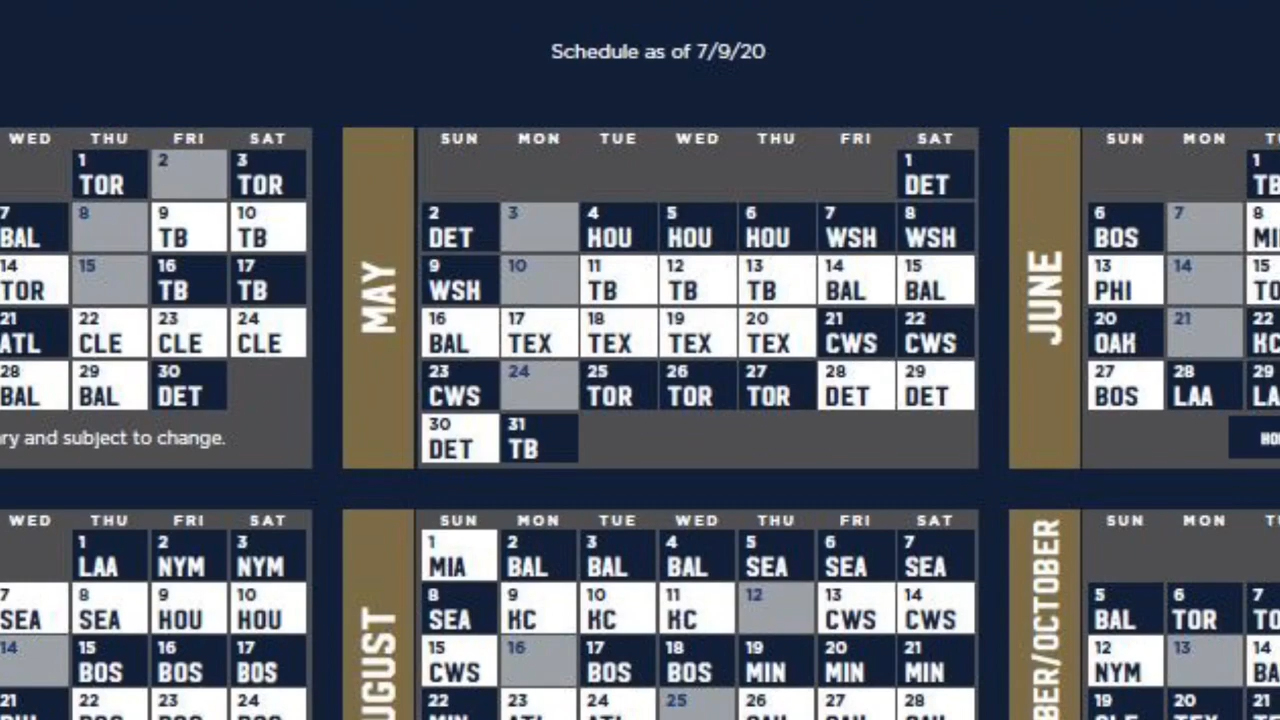 Schedule as of 7/9/20
WED THU FRI SAT
1 2 3
TOR TOR
7 8 9 10
BAL TB TB
14 15 16 17
TOR TB TB
21 22 23 24
ATL CLE CLE CLE
28 29 30
BAL BAL DET
and subject to change.
MAY
SUN MON TUE WED THU FRI SAT
1
DET
2 3 4 5 6 7 8
DET HOU HOU HOU WSH WSH
9 10 11 12 13 14 15
WSH TB TB TB BAL BAL
16 17 18 19 20 21 22
BAL TEX TEX TEX TEX CWS CWS
23 24 25 26 27 28 29
CWS TOR TOR TOR DET DET
30 31
DET TB
JUNE
SUN MON
1
TB
6 7 8
BOS
13 14 15
PHI
20 21 22
OAK KC
27 28 29
BOS LAA
WED THU FRI SAT
1 2 3
LAA NYM NYM
7 8 9 10
SEA SEA HOU HOU
14 15 16 17
BOS BOS BOS
21 22 23 24
SUN MON TUE WED THU FRI SAT
1 2 3 4 5 6 7
MIA BAL BAL BAL SEA SEA SEA
8 9 10 11 12 13 14
SEA KC KC KC CWS CWS
15 16 17 18 19 20 21
CWS BOS BOS MIN MIN MIN
22 23 24 25 26 27 28
BER/OCTOBER
SUN MON
5 6 7
BAL TOR
12 13 14
NYM
19 20 21